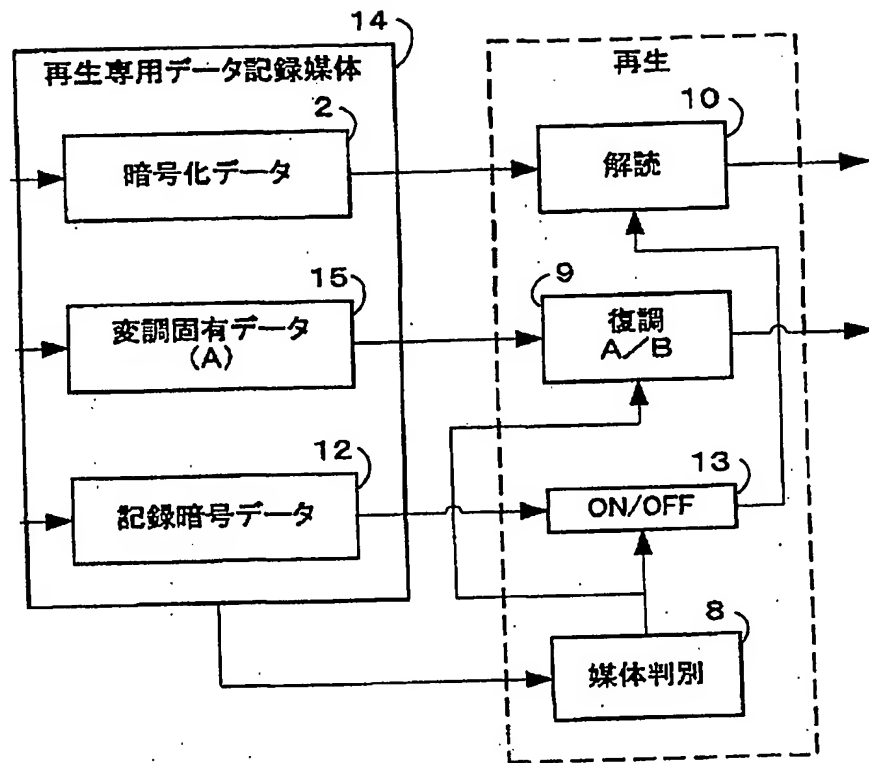 14
再生専用データ記録媒体
2
暗号化データ
15
変調固有データ
(A)
12
記録暗号データ
再生
10
解読
9
復調
A/B
13
ON/OFF
8
媒体判別